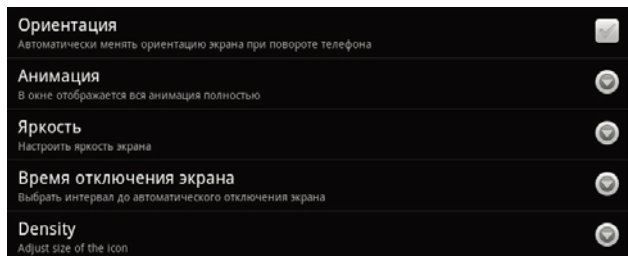 Ориентация
Автоматически менять ориентацию экрана при повороте телефона
Анимация
В окне отображается вся анимация полностью
Яркость
Настроить яркость экрана
Время отключения экрана
Выбрать интервал до автоматического отключения экрана
Density
Adjust size of the icon